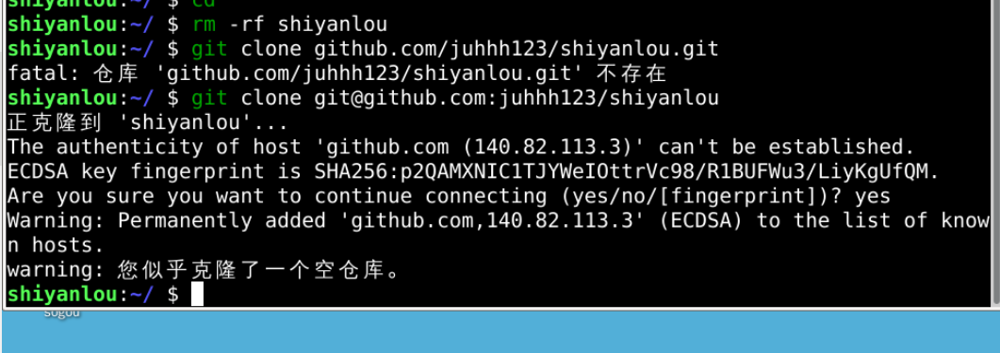 shiyanlou:~/ $ cd
shiyanlou:~/ $ rm -rf shiyanlou
shiyanlou:~/ $ git clone github.com/juhhh123/shiyanlou.git
fatal: 仓库 'github.com/juhhh123/shiyanlou.git' 不存在
shiyanlou:~/ $ git clone git@github.com:juhhh123/shiyanlou
正克隆到 'shiyanlou'...
The authenticity of host 'github.com (140.82.113.3)' can't be established.
ECDSA key fingerprint is SHA256:p2QAMXNIC1TJYWeIOttrVc98/R1BUFWu3/LiyKgUfQM.
Are you sure you want to continue connecting (yes/no/[fingerprint])? yes
Warning: Permanently added 'github.com,140.82.113.3' (ECDSA) to the list of know
n hosts.
warning: 您似乎克隆了一个空仓库。
shiyanlou:~/ $
sogou